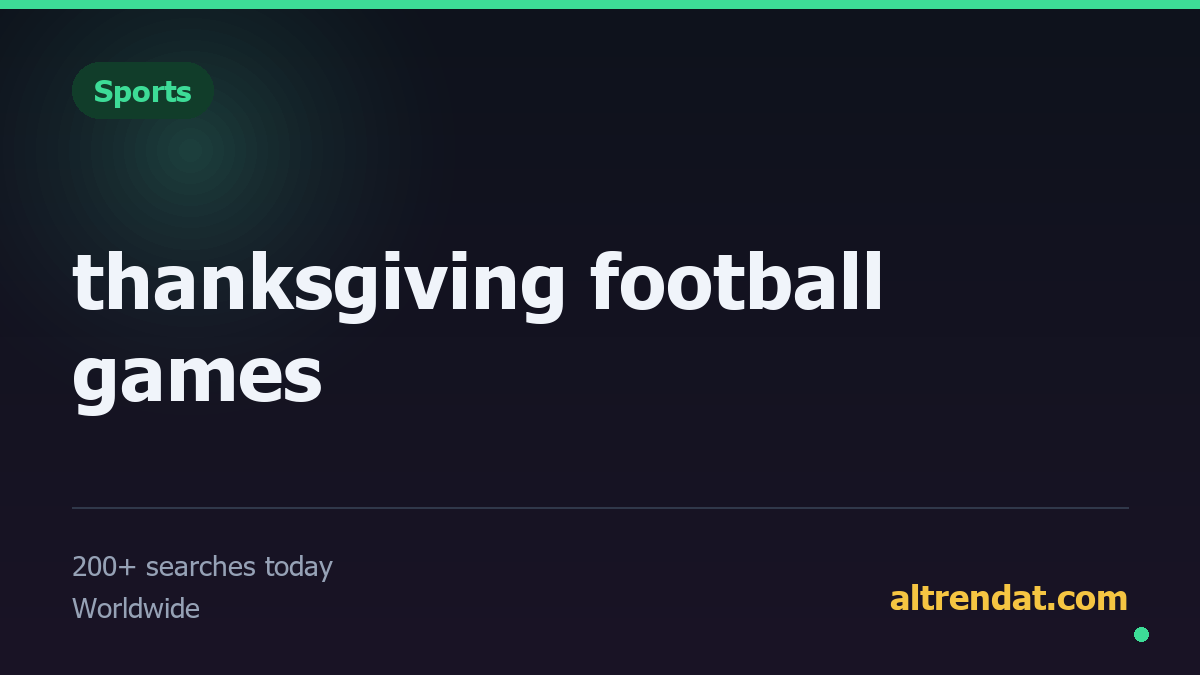 Sports
thanksgiving football
games
200+ searches today
Worldwide
altrendat.com